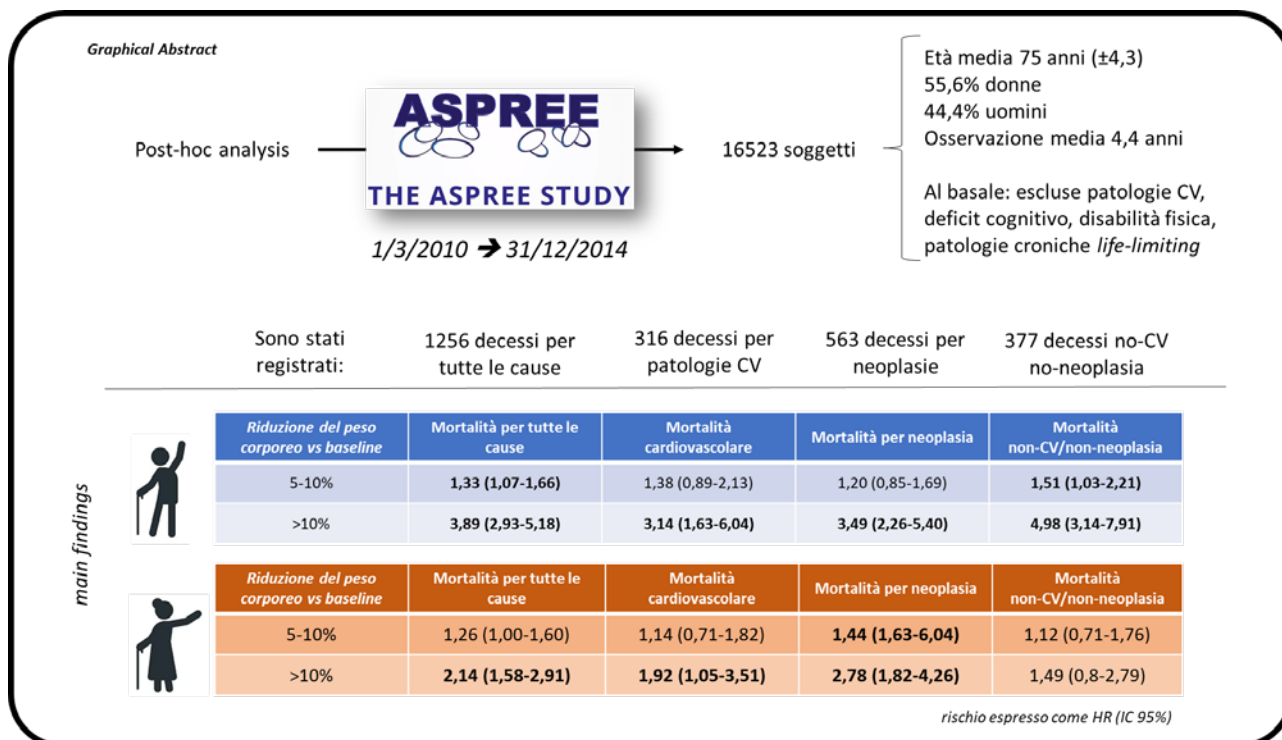 Graphical Abstract
Post-hoc analysis
ASPREE
THE ASPREE STUDY
1/3/2010 ➔ 31/12/2014
16523 soggetti
Età media 75 anni (±4,3)
55,6% donne
44,4% uomini
Osservazione media 4,4 anni
Al basale: escluse patologie CV,
deficit cognitivo, disabilità fisica,
patologie croniche life-limiting
Sono stati
registrati:
1256 decessi per
tutte le cause
316 decessi per
patologie CV
563 decessi per
neoplasie
377 decessi no-CV
no-neoplasia
main findings
Riduzione del peso
corporeo vs baseline
Mortalità per tutte le
cause
Mortalità
cardiovascolare
Mortalità per neoplasia
Mortalità
non-CV/non-neoplasia
5-10%
1,33 (1,07-1,66)
1,38 (0,89-2,13)
1,20 (0,85-1,69)
1,51 (1,03-2,21)
>10%
3,89 (2,93-5,18)
3,14 (1,63-6,04)
3,49 (2,26-5,40)
4,98 (3,14-7,91)
Riduzione del peso
corporeo vs baseline
Mortalità per tutte le
cause
Mortalità
cardiovascolare
Mortalità per neoplasia
Mortalità
non-CV/non-neoplasia
5-10%
1,26 (1,00-1,60)
1,14 (0,71-1,82)
1,44 (1,63-6,04)
1,12 (0,71-1,76)
>10%
2,14 (1,58-2,91)
1,92 (1,05-3,51)
2,78 (1,82-4,26)
1,49 (0,8-2,79)
rischio espresso come HR (IC 95%)